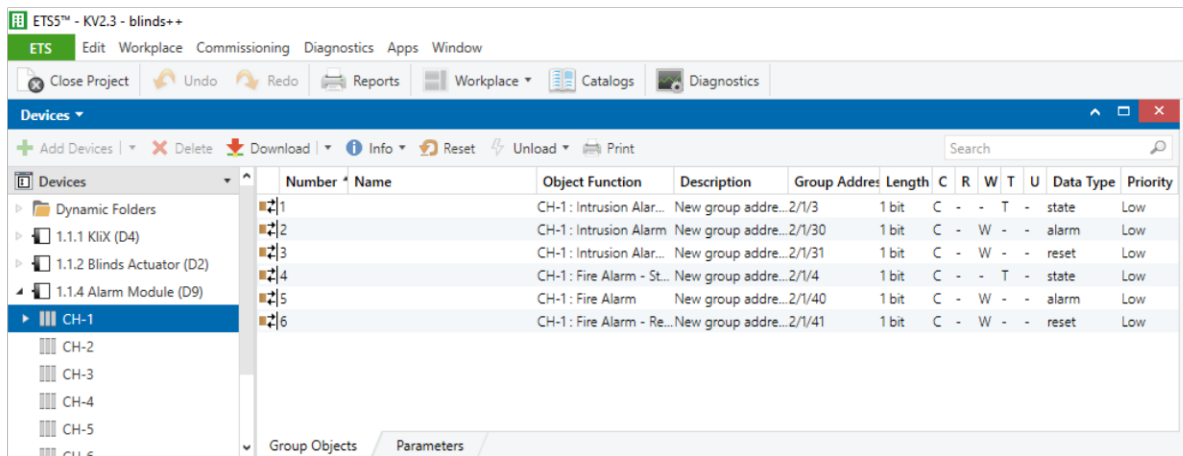 ETS5™ - KV2.3 - blinds++
ETS Edit Workplace Commissioning Diagnostics Apps Window
Close Project Undo Redo Reports Workplace Catalogs Diagnostics
Devices
Add Devices Delete Download Info Reset Unload Print Search
Devices
Dynamic Folders
1.1.1 KliX (D4)
1.1.2 Blinds Actuator (D2)
1.1.4 Alarm Module (D9)
CH-1
CH-2
CH-3
CH-4
CH-5
CH-6
Number Name Object Function Description Group Addres Length C R W T U Data Type Priority
1 CH-1 : Intrusion Alar... New group addre... 2/1/3 1 bit C - - T - state Low
2 CH-1 : Intrusion Alarm New group addre... 2/1/30 1 bit C - W - - alarm Low
3 CH-1 : Intrusion Alar... New group addre... 2/1/31 1 bit C - W - - reset Low
4 CH-1 : Fire Alarm - St... New group addre... 2/1/4 1 bit C - - T - state Low
5 CH-1 : Fire Alarm New group addre... 2/1/40 1 bit C - W - - alarm Low
6 CH-1 : Fire Alarm - Re... New group addre... 2/1/41 1 bit C - W - - reset Low
Group Objects Parameters